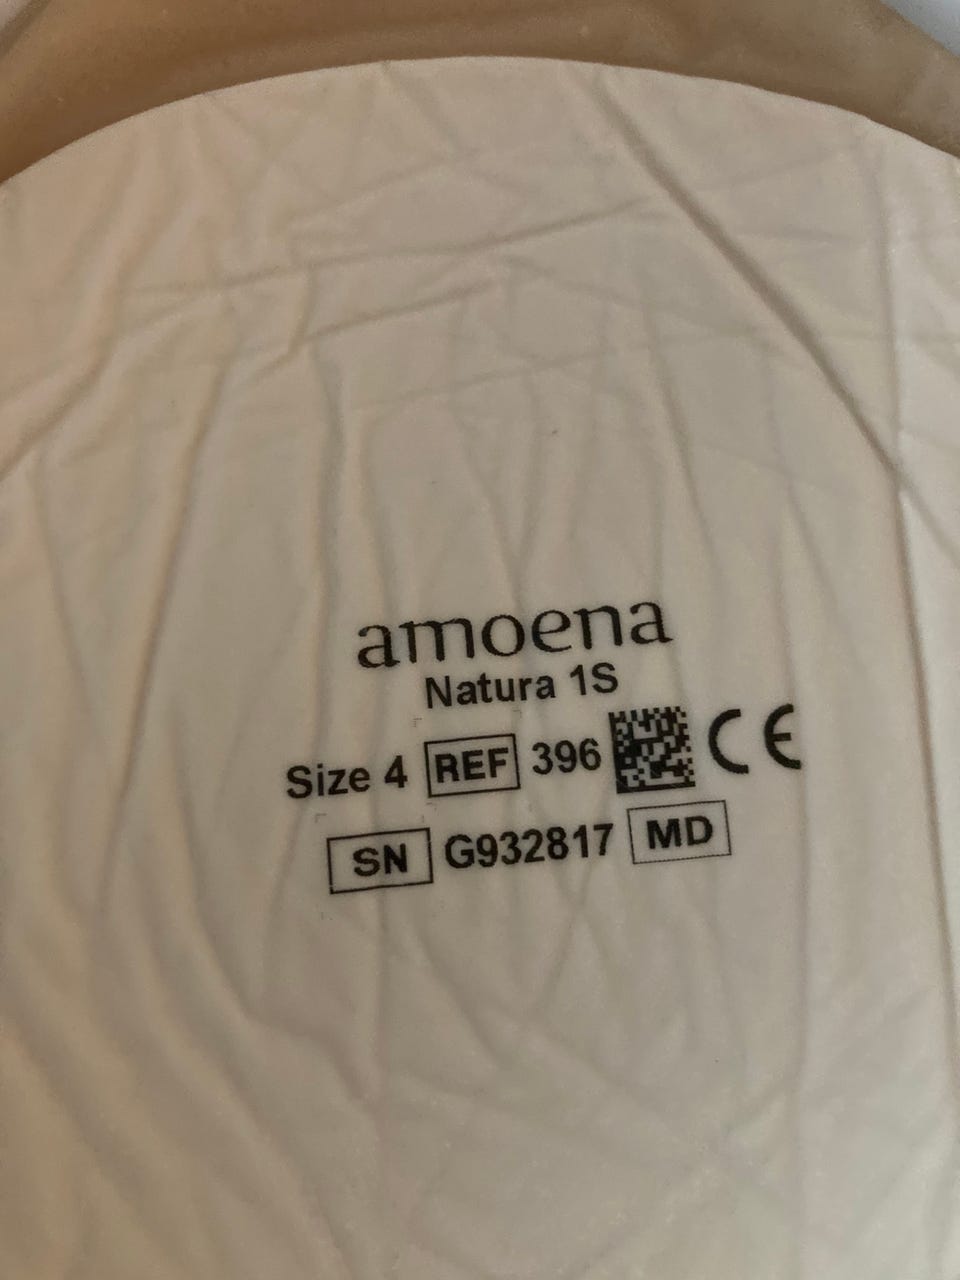 amoena
Natura 1S
Size 4 REF 396 CE
SN G932817 MD